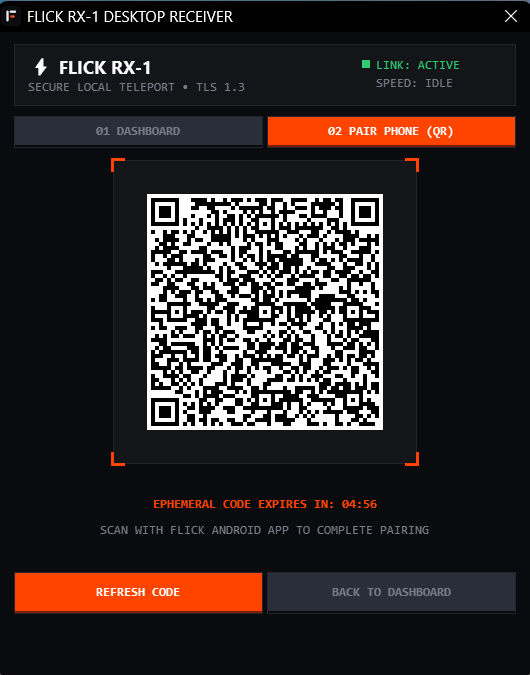 FLICK RX-1 DESKTOP RECEIVER
FLICK RX-1
SECURE LOCAL TELEPORT • TLS 1.3
LINK: ACTIVE
SPEED: IDLE
01 DASHBOARD
02 PAIR PHONE (QR)
EPHEMERAL CODE EXPIRES IN: 04:56
SCAN WITH FLICK ANDROID APP TO COMPLETE PAIRING
REFRESH CODE
BACK TO DASHBOARD